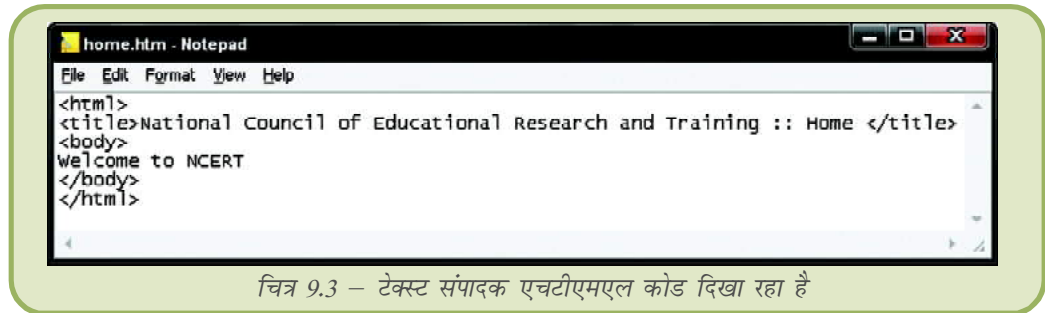 home.htm - Notepad
File Edit Format View Help
<html>
<title>National Council of Educational Research and Training :: Home </title>
<body>
Welcome to NCERT
</body>
</html>
चित्र 9.3 – टेक्स्ट संपादक एचटीएमएल कोड दिखा रहा है